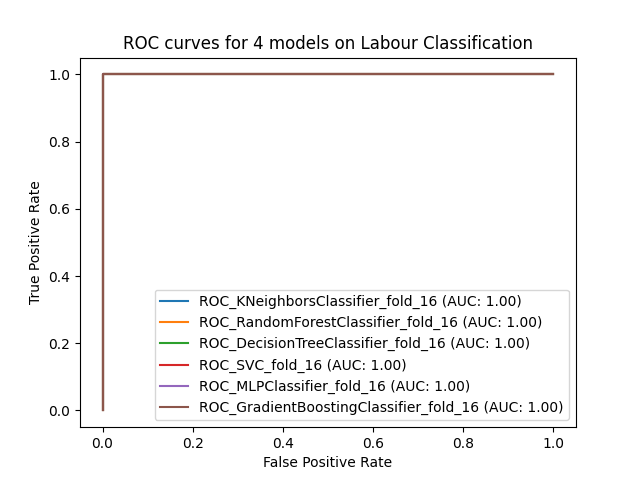 ROC curves for 4 models on Labour Classification
True Positive Rate
1.0
0.8
0.6
0.4
0.2
0.0
ROC_KNeighborsClassifier_fold_16 (AUC: 1.00)
ROC_RandomForestClassifier_fold_16 (AUC: 1.00)
ROC_DecisionTreeClassifier_fold_16 (AUC: 1.00)
ROC_SVC_fold_16 (AUC: 1.00)
ROC_MLPClassifier_fold_16 (AUC: 1.00)
ROC_GradientBoostingClassifier_fold_16 (AUC: 1.00)
0.0 0.2 0.4 0.6 0.8 1.0
False Positive Rate